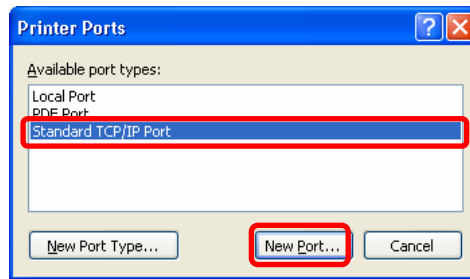 Printer Ports
Available port types:
Local Port
PDF Port
Standard TCP/IP Port
New Port Type...
New Port...
Cancel